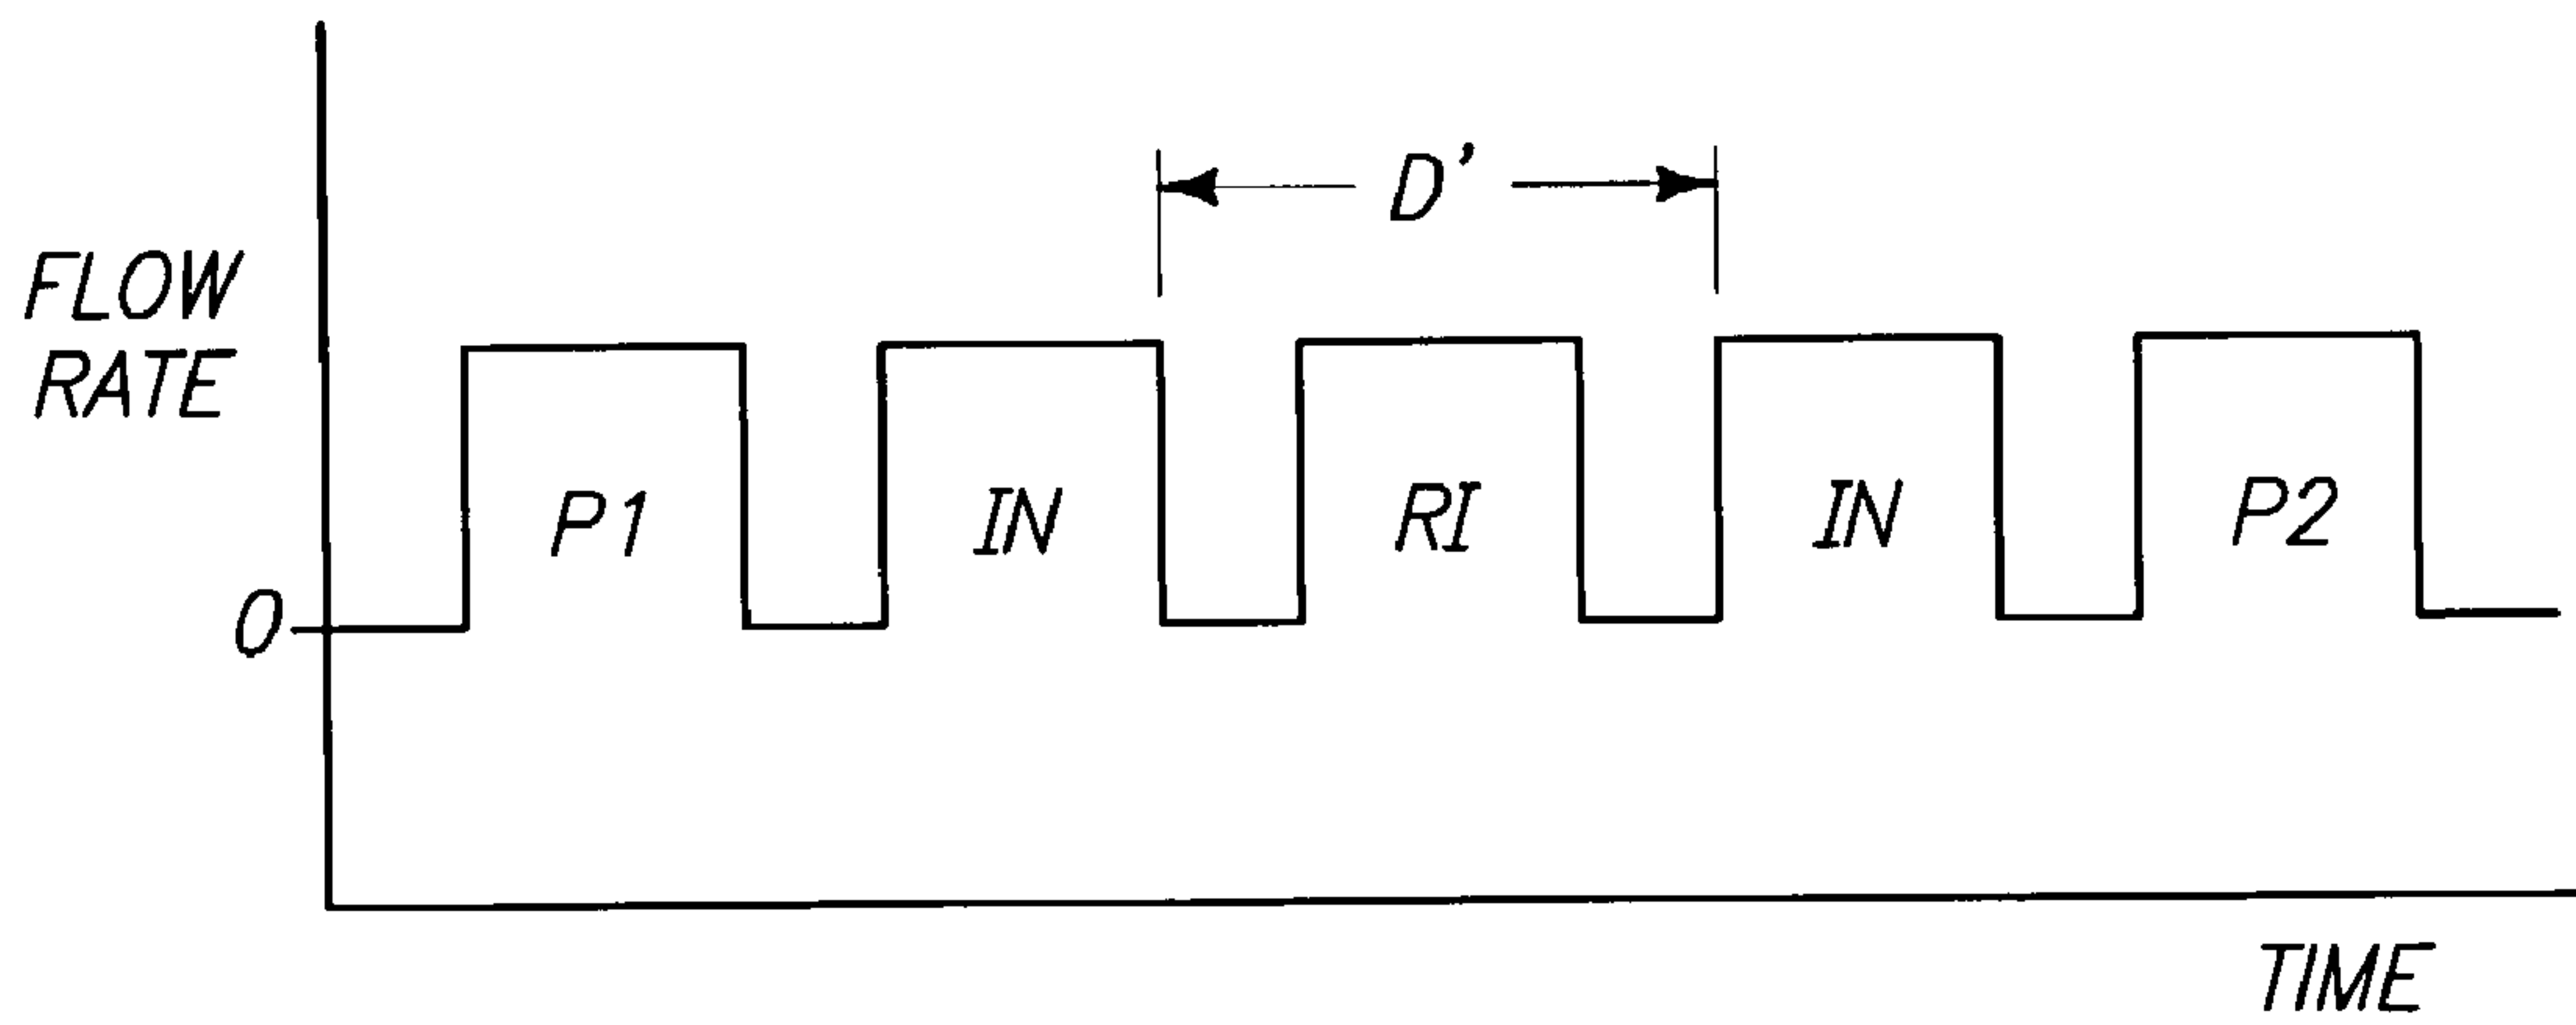 D'
FLOW
RATE
P1 IN RI IN P2
0
TIME